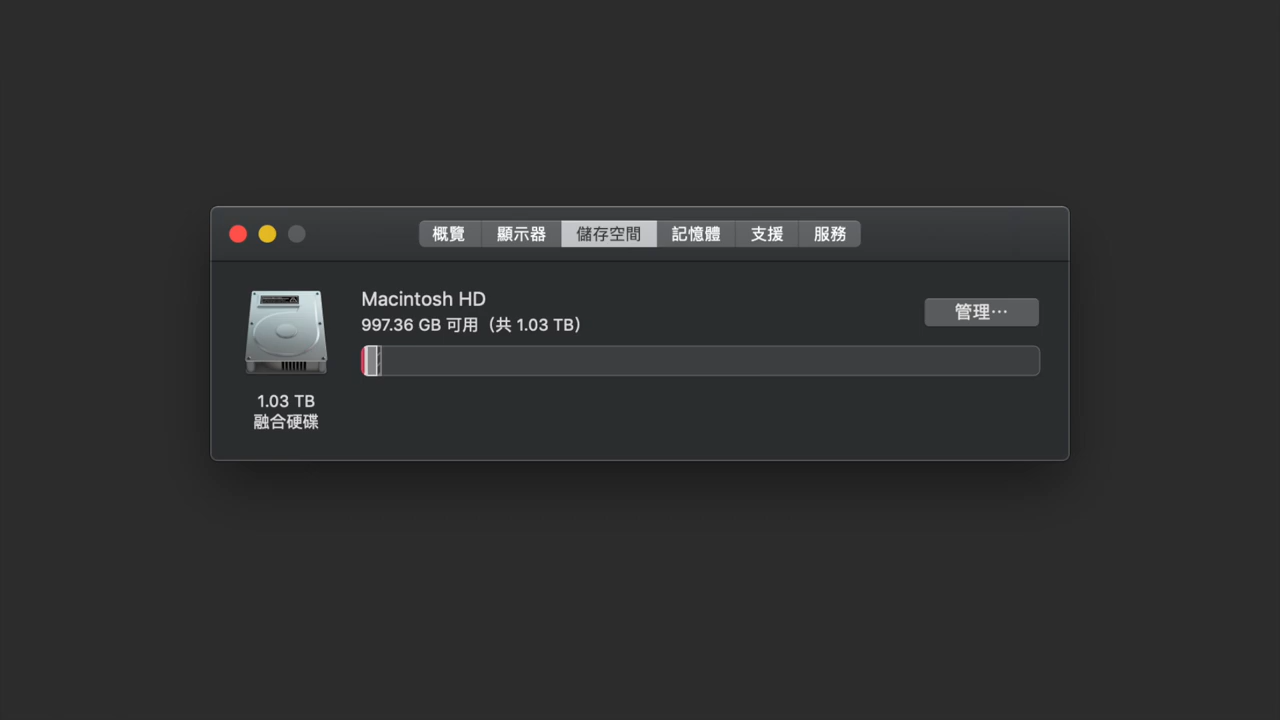 概覽 顯示器 儲存空間 記憶體 支援 服務
Macintosh HD
997.36 GB 可用（共 1.03 TB）
管理⋯
1.03 TB
融合硬碟